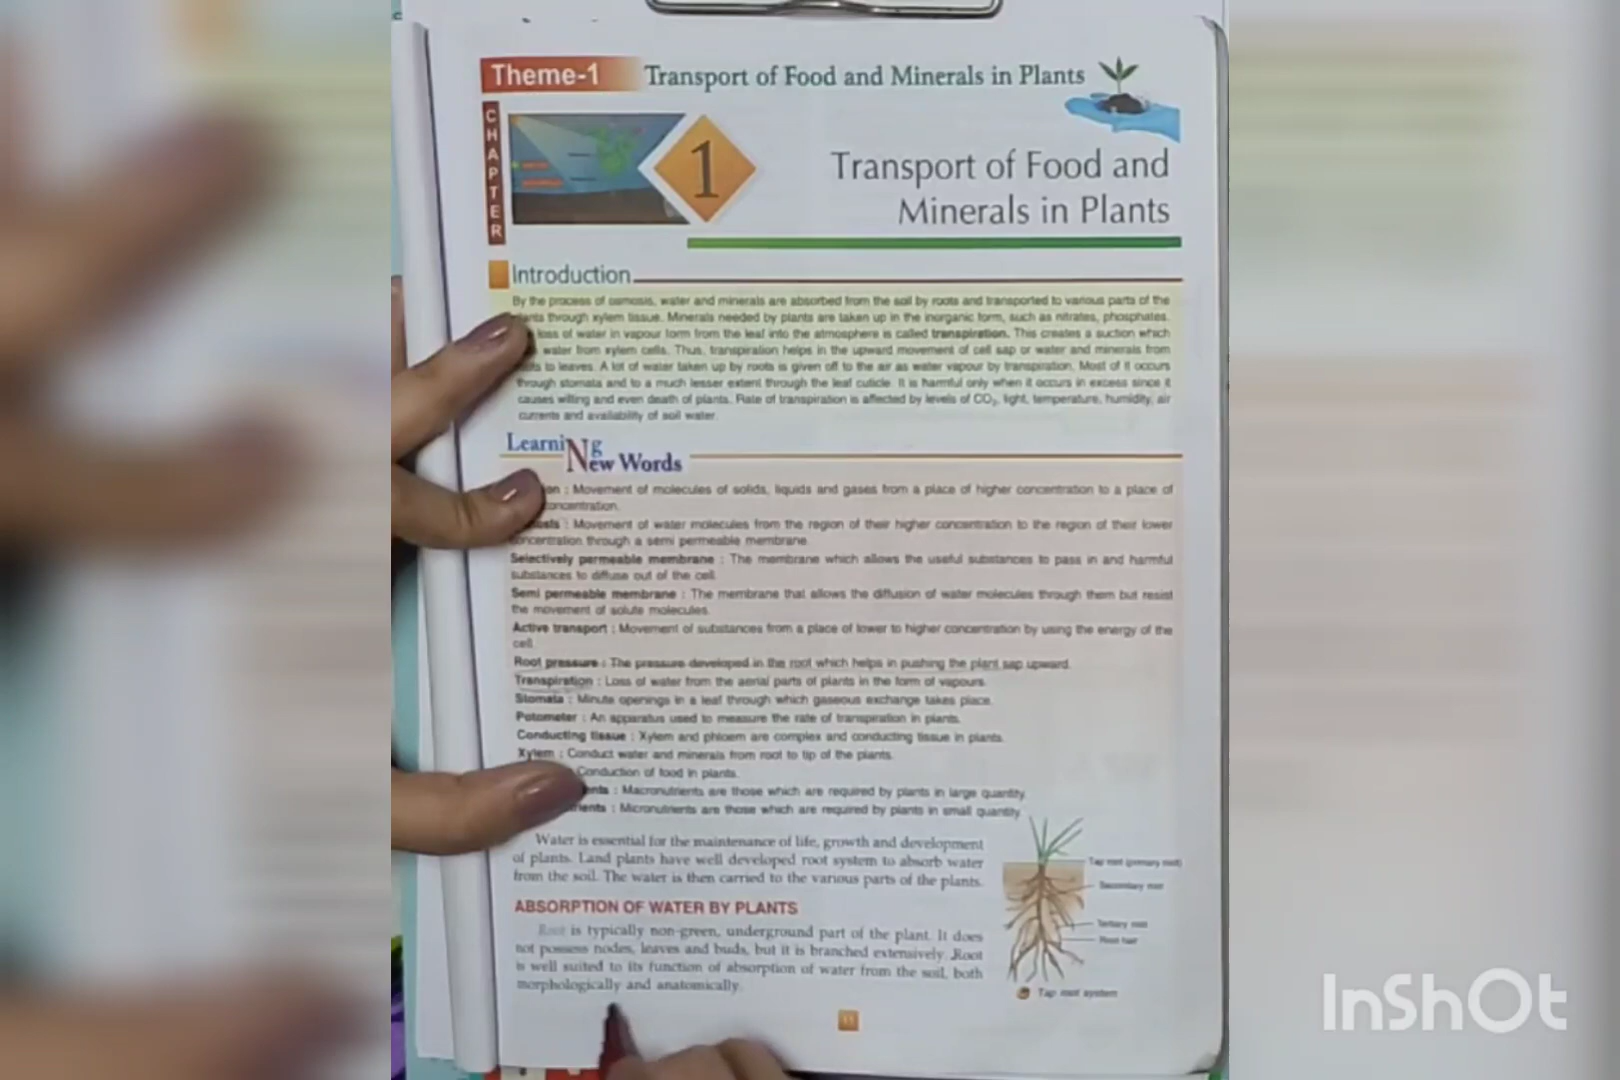 Theme-1 Transport of Food and Minerals in Plants
CHAPTER
1
Transport of Food and
Minerals in Plants
Introduction
By the process of osmosis, water and minerals are absorbed from the soil by roots and transported to various parts of the
through xylem tissue. Minerals needed by plants are taken up in the inorganic form, such as nitrates, phosphates.
loss of water in vapour form from the leaf into the atmosphere is called transpiration. This creates a suction which
water from xylem cells. Thus, transpiration helps in the upward movement of cell sap or water and minerals from
to leaves. A lot of water taken up by roots is given off to the air as water vapour by transpiration. Most of it occurs
through stomata and to a much lesser extent through the leaf cuticle. It is harmful only when it occurs in excess since it
causes wilting and even death of plants. Rate of transpiration is affected by levels of CO₂, light, temperature, humidity, air
currents and availability of soil water.
Learning
New Words
: Movement of molecules of solids, liquids and gases from a place of higher concentration to a place of
concentration.
: Movement of water molecules from the region of their higher concentration to the region of their lower
concentration through a semi permeable membrane.
Selectively permeable membrane : The membrane which allows the useful substances to pass in and harmful
substances to diffuse out of the cell.
Semi permeable membrane : The membrane that allows the diffusion of water molecules through them but resist
the movement of solute molecules.
Active transport : Movement of substances from a place of lower to higher concentration by using the energy of the
cell.
Root pressure : The pressure developed in the root which helps in pushing the plant sap upward.
Transpiration : Loss of water from the aerial parts of plants in the form of vapours.
Stomata : Minute openings in a leaf through which gaseous exchange takes place.
Potometer : An apparatus used to measure the rate of transpiration in plants.
Conducting tissue : Xylem and phloem are complex and conducting tissue in plants.
Xylem : Conduct water and minerals from root to tip of the plants.
Conduction of food in plants.
: Macronutrients are those which are required by plants in large quantity.
: Micronutrients are those which are required by plants in small quantity.
Water is essential for the maintenance of life, growth and development
of plants. Land plants have well developed root system to absorb water
from the soil. The water is then carried to the various parts of the plants.
ABSORPTION OF WATER BY PLANTS
Root is typically non-green, underground part of the plant. It does
not possess nodes, leaves and buds, but it is branched extensively. Root
is well suited to its function of absorption of water from the soil, both
morphologically and anatomically.
Tap root (primary root)
Secondary root
Tertiary root
Root hair
Tap root system
InShOt